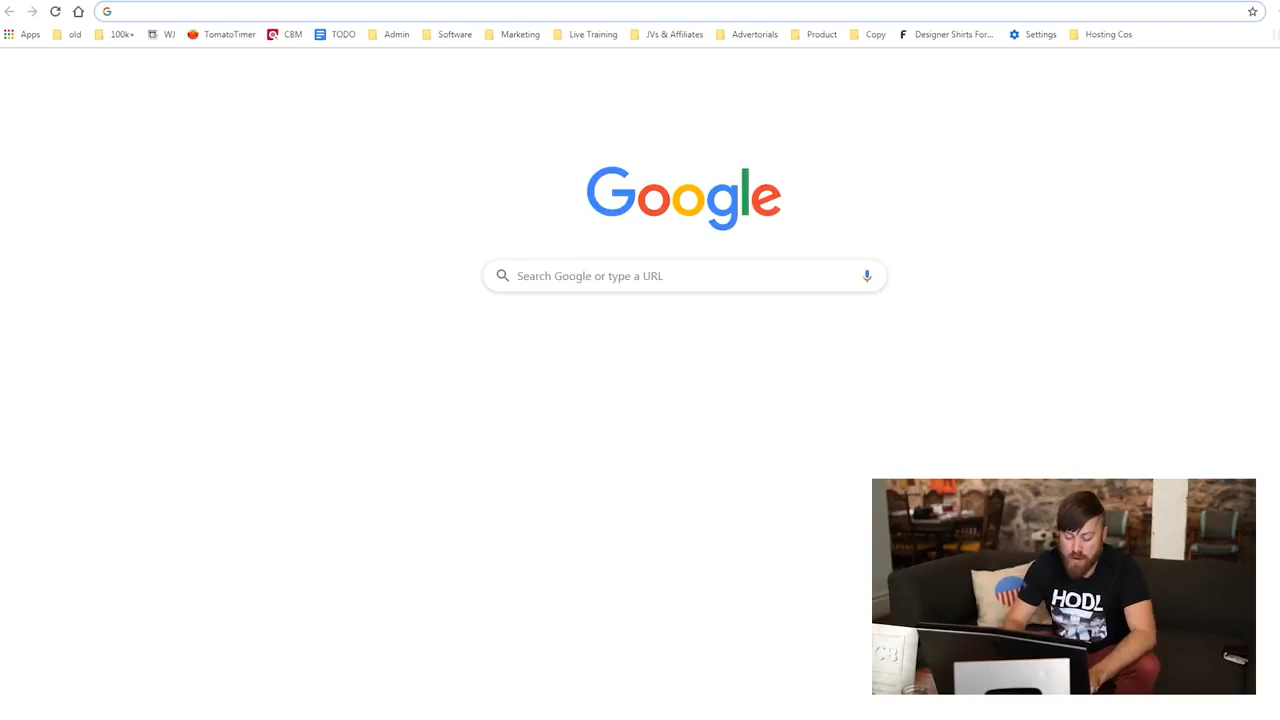 Apps old 100k+ WJ TomatoTimer CBM TODO Admin Software Marketing Live Training JVs & Affiliates Advertorials Product Copy Designer Shirts For... Settings Hosting Cos
Google
Search Google or type a URL
HODL
CB